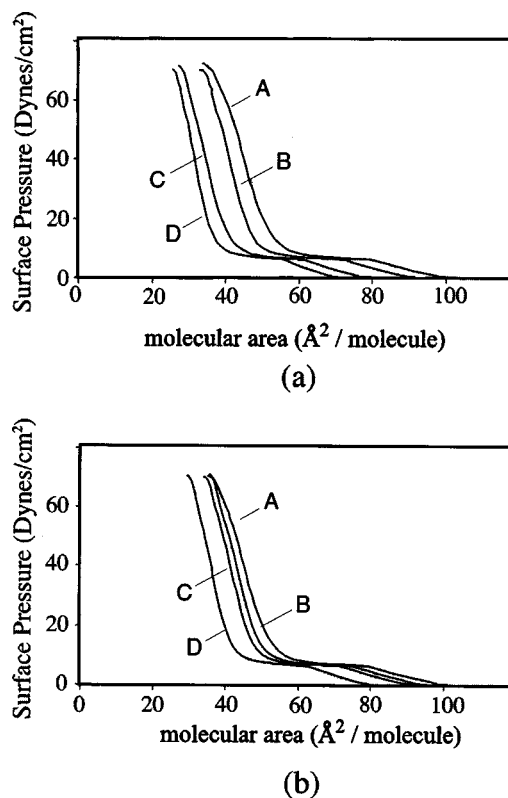 Surface Pressure (Dynes/cm²)
60
40
20
0
A
B
C
D
0 20 40 60 80 100
molecular area (Å² / molecule)
(a)
Surface Pressure (Dynes/cm²)
60
40
20
0
A
B
C
D
0 20 40 60 80 100
molecular area (Å² / molecule)
(b)